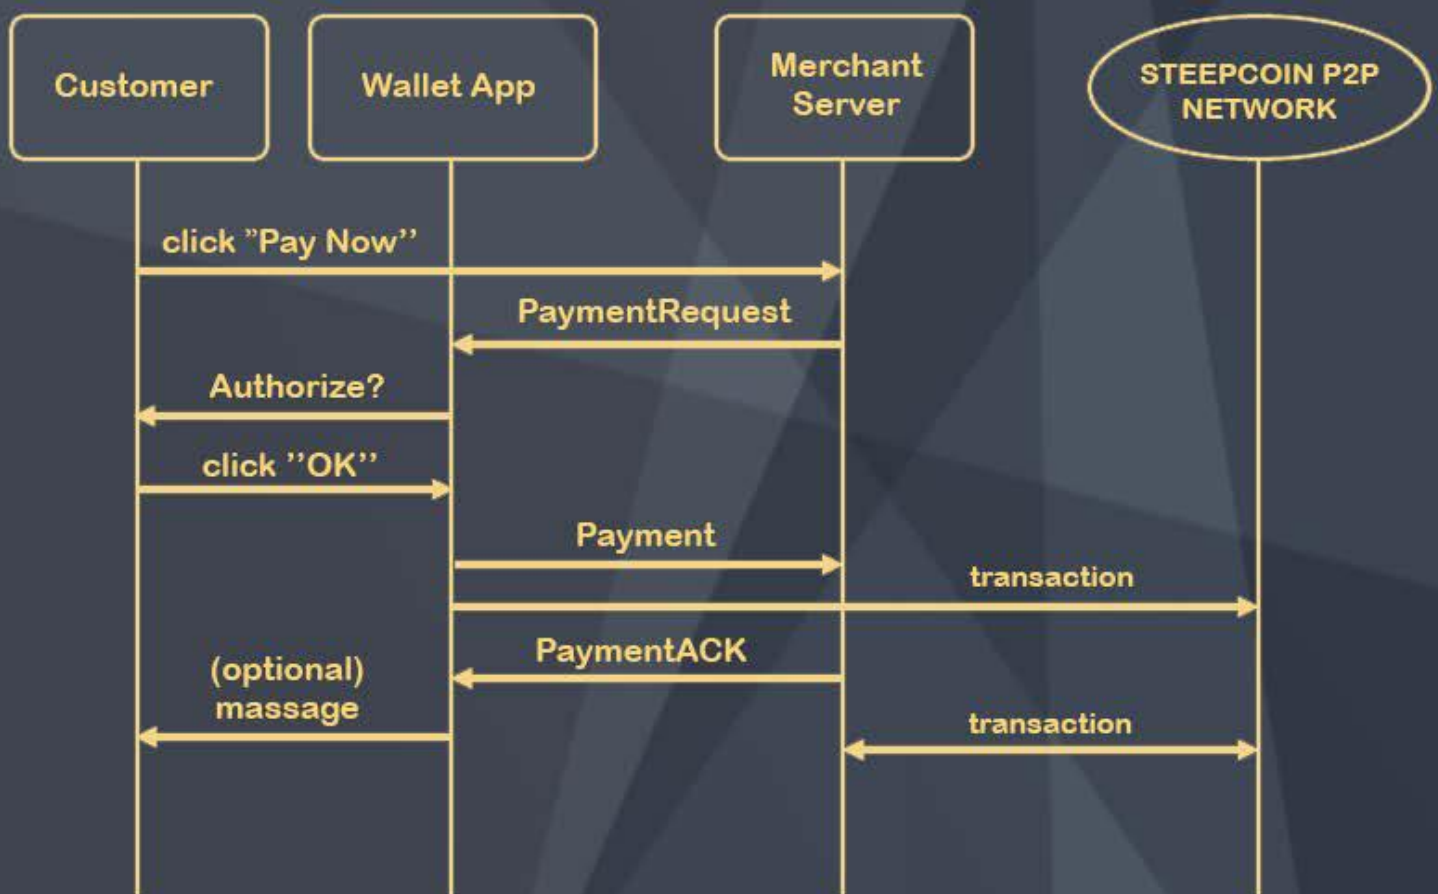 Customer
Wallet App
Merchant
Server
STEEPCOIN P2P
NETWORK
click ”Pay Now’’
PaymentRequest
Authorize?
click ’’OK’’
Payment
transaction
PaymentACK
(optional)
massage
transaction